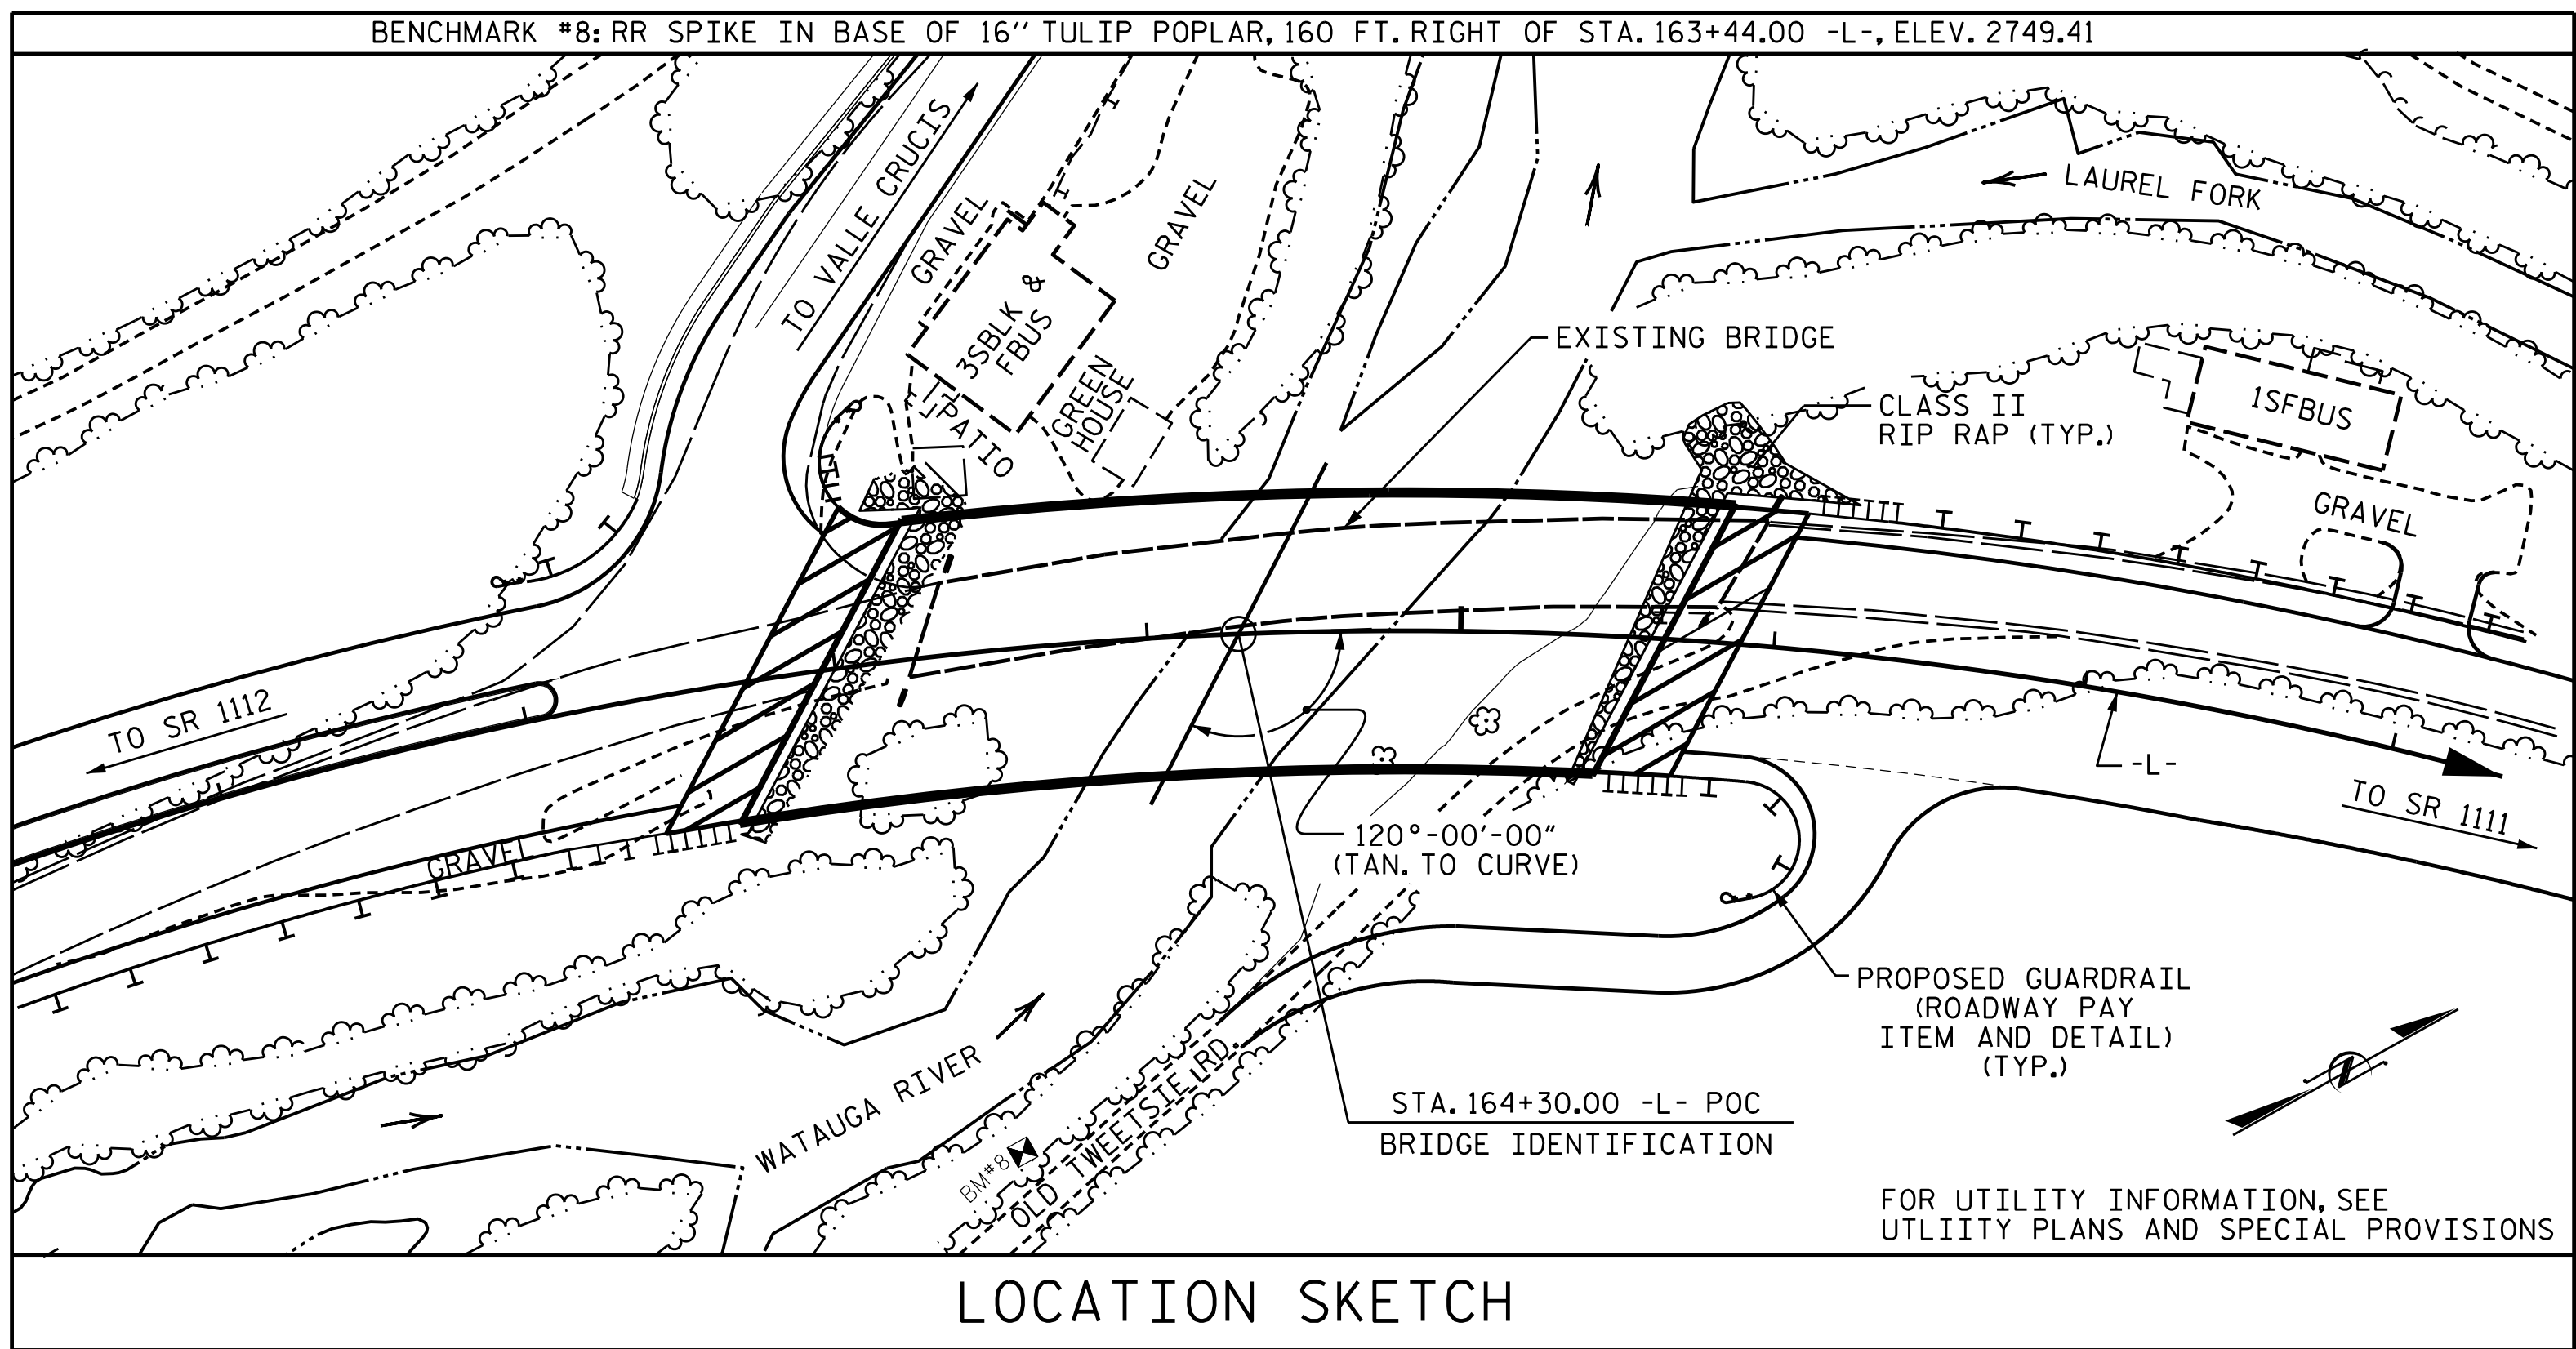 BENCHMARK #8: RR SPIKE IN BASE OF 16" TULIP POPLAR, 160 FT. RIGHT OF STA. 163+44.00 -L-, ELEV. 2749.41
TO VALLE CRUCIS
GRAVEL
GRAVEL
LAUREL FORK
3SBLK &
FBUS
GREEN
HOUSE
PATIO
EXISTING BRIDGE
CLASS II
RIP RAP (TYP.)
1SFBUS
GRAVEL
TO SR 1112
GRAVEL
-L-
TO SR 1111
120°-00'-00"
(TAN. TO CURVE)
PROPOSED GUARDRAIL
(ROADWAY PAY
ITEM AND DETAIL)
(TYP.)
WATAUGA RIVER
BM#8
OLD TWEETSIE RD.
STA. 164+30.00 -L- POC
BRIDGE IDENTIFICATION
FOR UTILITY INFORMATION, SEE
UTLIITY PLANS AND SPECIAL PROVISIONS
LOCATION SKETCH